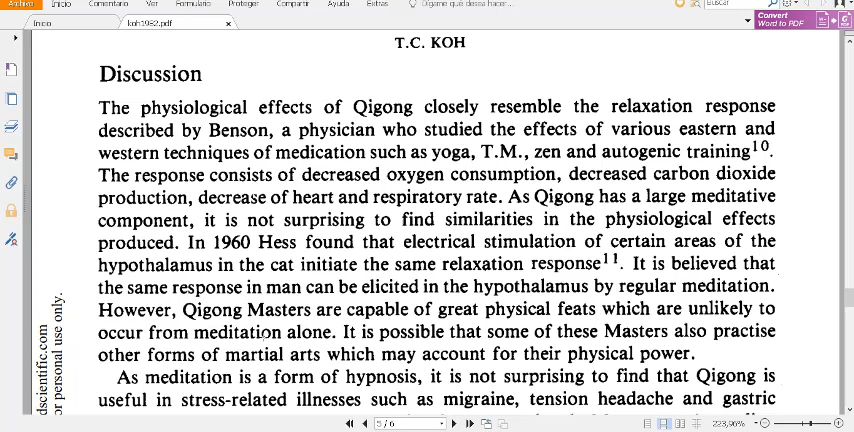 Archivo Inicio Comentario Ver Formulario Proteger Compartir Ayuda Extras Dígame qué desea hacer... Buscar
Inicio koh1982.pdf
Convert
Word to PDF
T.C. KOH
Discussion
The physiological effects of Qigong closely resemble the relaxation response
described by Benson, a physician who studied the effects of various eastern and
western techniques of medication such as yoga, T.M., zen and autogenic training¹⁰.
The response consists of decreased oxygen consumption, decreased carbon dioxide
production, decrease of heart and respiratory rate. As Qigong has a large meditative
component, it is not surprising to find similarities in the physiological effects
produced. In 1960 Hess found that electrical stimulation of certain areas of the
hypothalamus in the cat initiate the same relaxation response¹¹. It is believed that
the same response in man can be elicited in the hypothalamus by regular meditation.
However, Qigong Masters are capable of great physical feats which are unlikely to
occur from meditation alone. It is possible that some of these Masters also practise
other forms of martial arts which may account for their physical power.
As meditation is a form of hypnosis, it is not surprising to find that Qigong is
useful in stress-related illnesses such as migraine, tension headache and gastric
dscientific.com
or personal use only.
5 / 6
223,96%